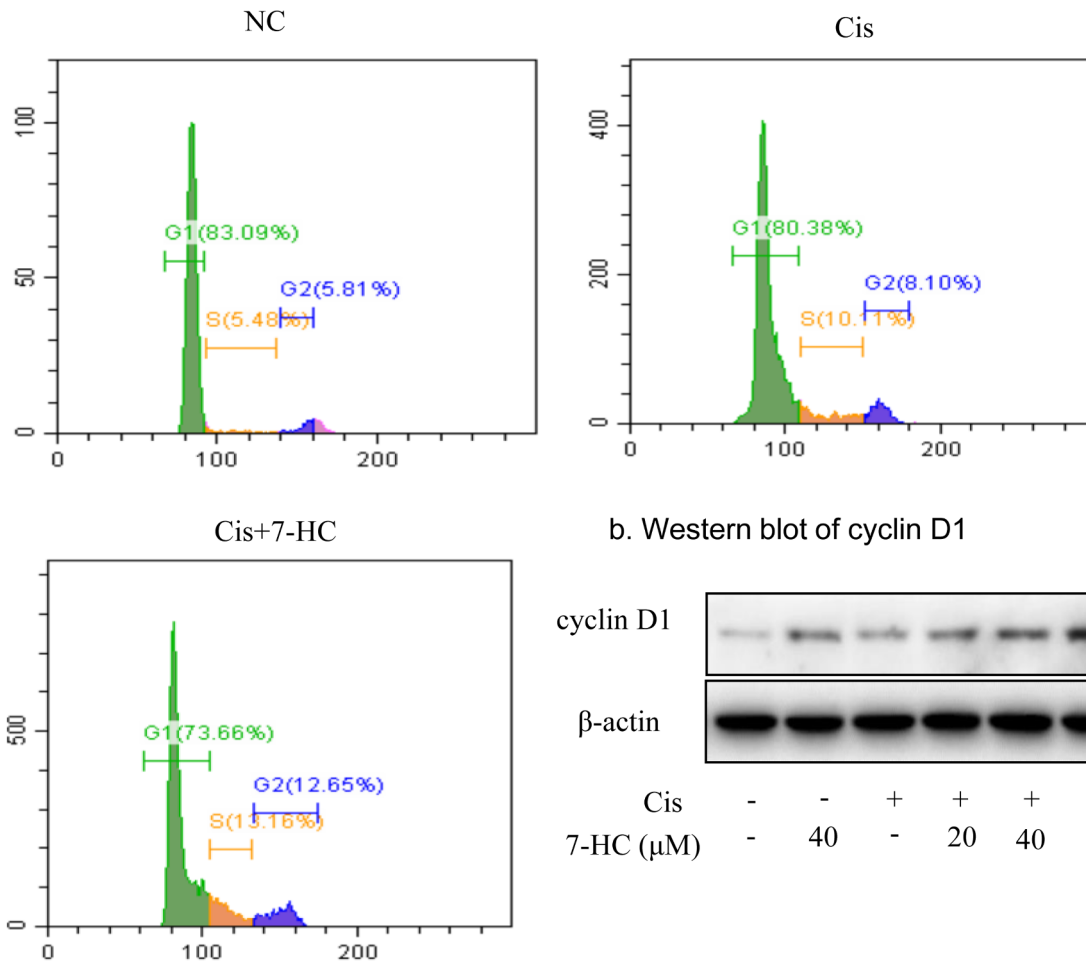 NC
100
50
0
0
100
200
G1(83.09%)
G2(5.81%)
S(5.48%)
Cis
400
200
0
0
100
200
G1(80.38%)
G2(8.10%)
S(10.11%)
Cis+7-HC
500
0
0
100
200
G1(73.66%)
G2(12.65%)
S(13.16%)
b. Western blot of cyclin D1
cyclin D1
β-actin
Cis - - + + +
7-HC (μM) - 40 - 20 40